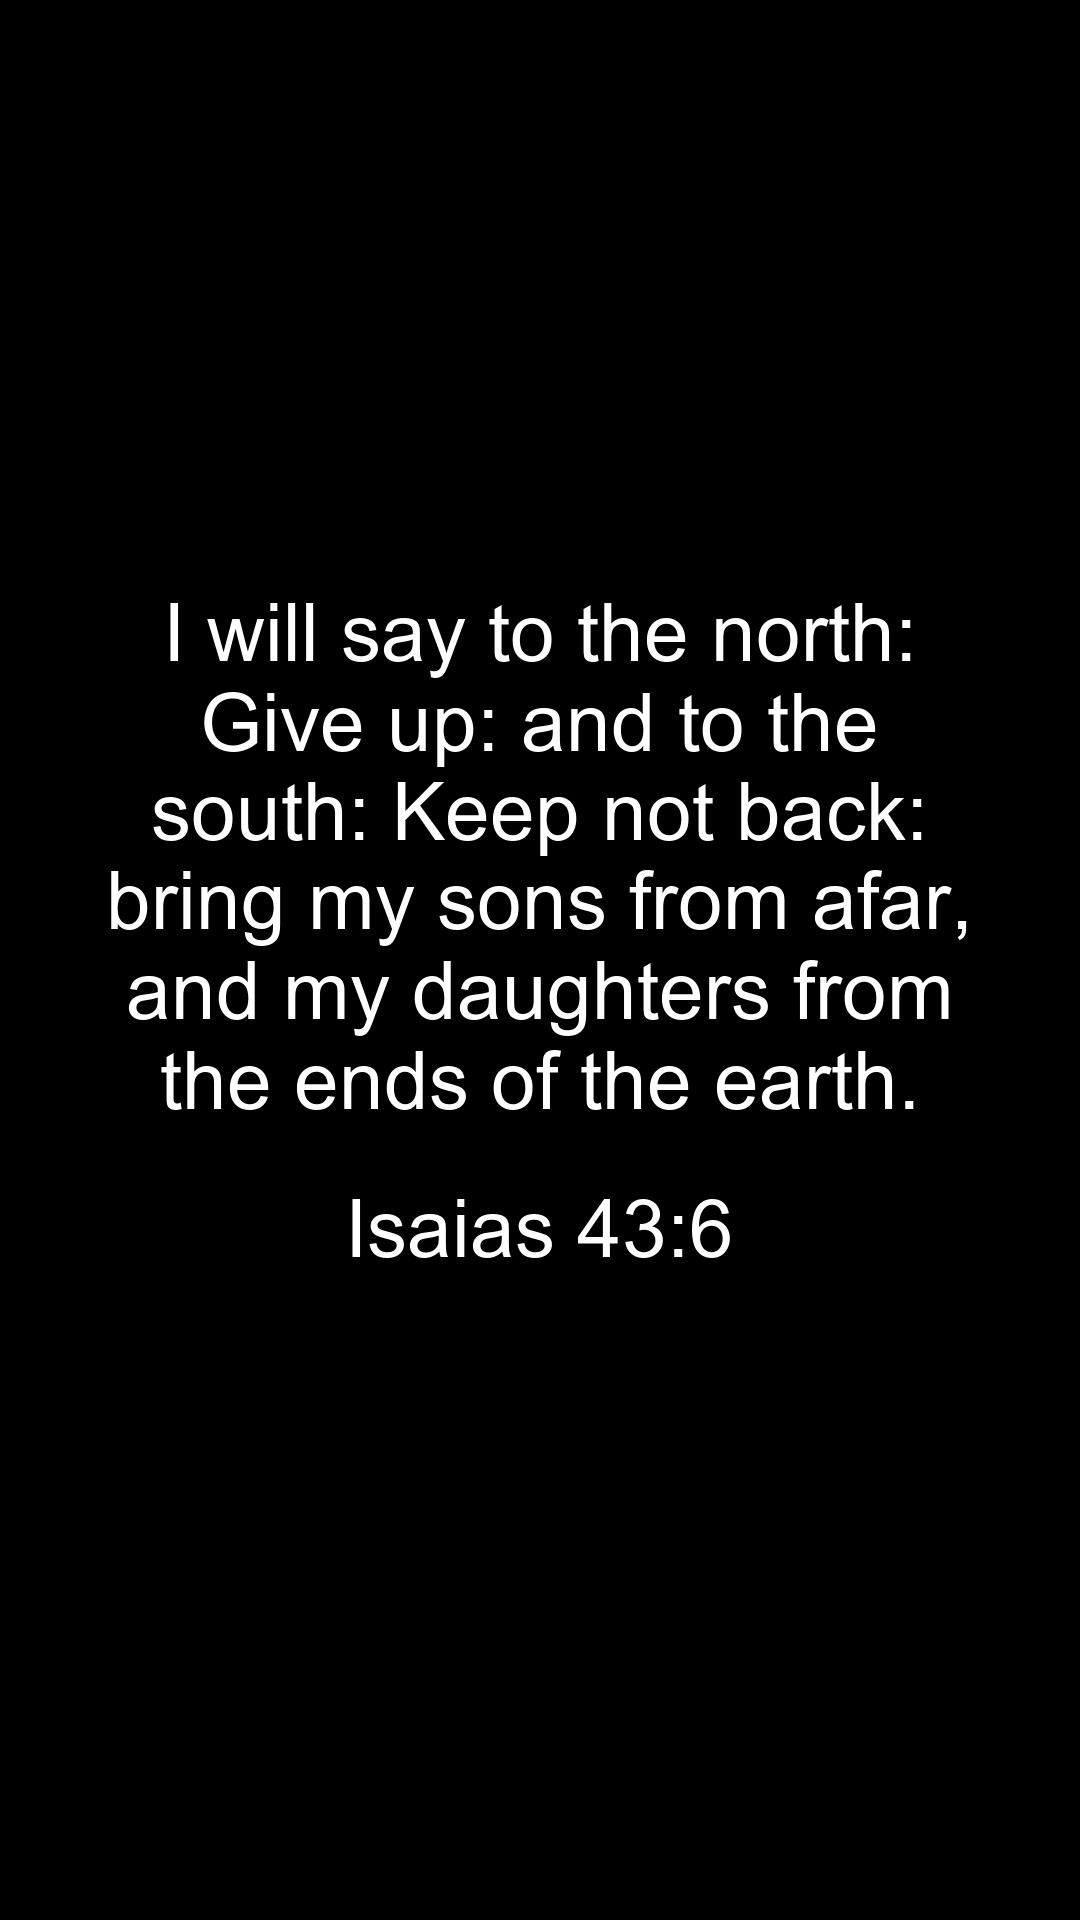 I will say to the north:
Give up: and to the
south: Keep not back:
bring my sons from afar,
and my daughters from
the ends of the earth.
Isaias 43:6